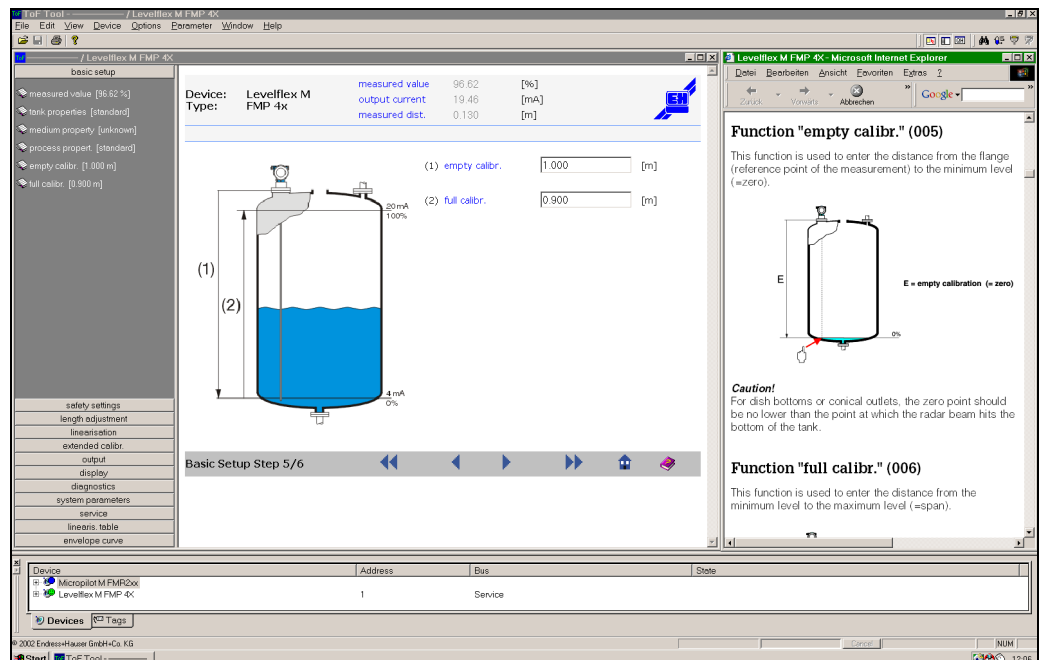 ToF Tool - ——— / Levelflex M FMP 4X
File Edit View Device Options Parameter Window Help
——— / Levelflex M FMP 4X
basic setup
measured value [96.62 %]
tank properties [standard]
medium property [unknown]
process propert. [standard]
empty calibr. [1.000 m]
full calibr. [0.900 m]
safety settings
length adjustment
linearisation
extended calibr.
output
display
diagnostics
system parameters
service
linearis. table
envelope curve
Device: Levelflex M
Type: FMP 4x
measured value 96.62 [%]
output current 19.46 [mA]
measured dist. 0.130 [m]
EH
(1) empty calibr. 1.000 [m]
(2) full calibr. 0.900 [m]
20 mA
100%
(1)
(2)
4 mA
0%
Basic Setup Step 5/6
Levelflex M FMP 4X - Microsoft Internet Explorer
Datei Bearbeiten Ansicht Favoriten Extras ?
Zurück Vorwärts Abbrechen » Google »
Function "empty calibr." (005)
This function is used to enter the distance from the flange
(reference point of the measurement) to the minimum level
(=zero).
E
E = empty calibration (= zero)
0%
Caution!
For dish bottoms or conical outlets, the zero point should
be no lower than the point at which the radar beam hits the
bottom of the tank.
Function "full calibr." (006)
This function is used to enter the distance from the
minimum level to the maximum level (=span).
Device Address Bus State
Micropilot M FMR2xx
Levelflex M FMP 4X 1 Service
Devices Tags
© 2002 Endress+Hauser GmbH+Co. KG
Cancel
NUM
Start ToF Tool - ———
12:06